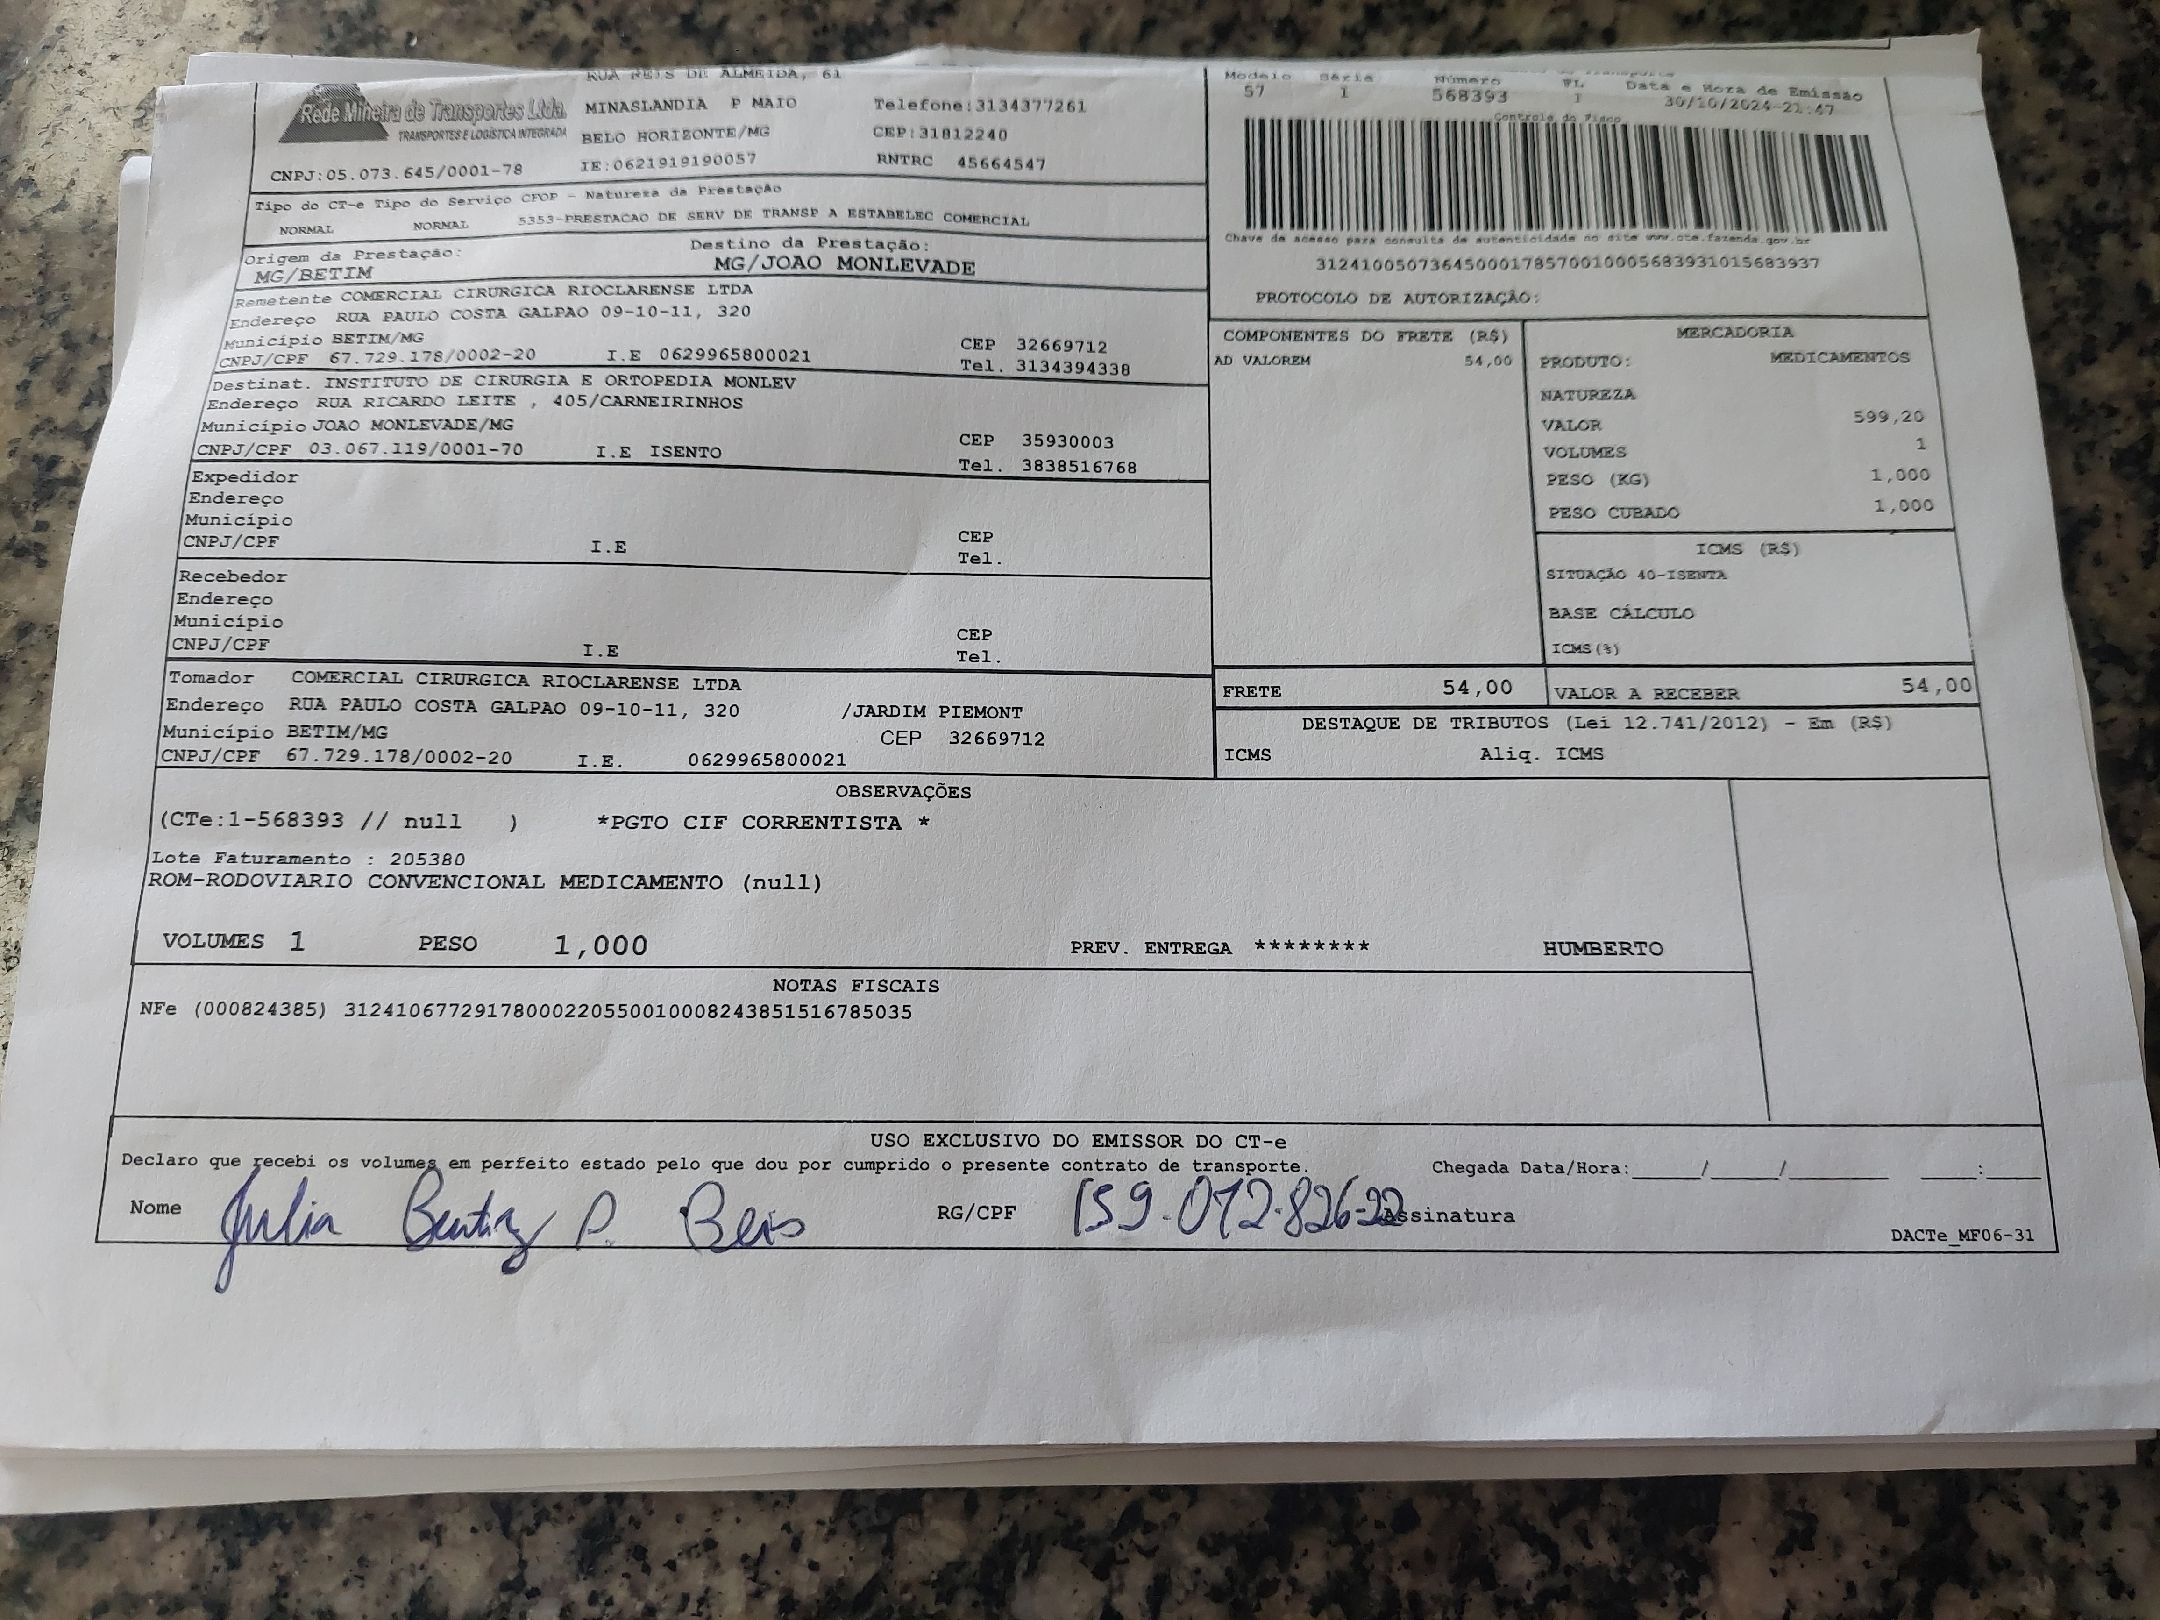 RUA REIS DE ALMEIDA, 61
Rede Mineira de Transportes Ltda.
TRANSPORTES E LOGÍSTICA INTEGRADA
MINASLANDIA P MAIO Telefone:3134377261
BELO HORIZONTE/MG CEP:31812240
CNPJ:05.073.645/0001-78 IE:0621919190057 RNTRC 45664547
Tipo do CT-e Tipo do Serviço CFOP - Natureza da Prestação
NORMAL NORMAL 5353-PRESTACAO DE SERV DE TRANSP A ESTABELEC COMERCIAL
Origem da Prestação: Destino da Prestação:
MG/BETIM MG/JOAO MONLEVADE
Remetente COMERCIAL CIRURGICA RIOCLARENSE LTDA
Endereço RUA PAULO COSTA GALPAO 09-10-11, 320
Município BETIM/MG CEP 32669712
CNPJ/CPF 67.729.178/0002-20 I.E 0629965800021 Tel. 3134394338
Destinat. INSTITUTO DE CIRURGIA E ORTOPEDIA MONLEV
Endereço RUA RICARDO LEITE , 405/CARNEIRINHOS
Município JOAO MONLEVADE/MG CEP 35930003
CNPJ/CPF 03.067.119/0001-70 I.E ISENTO Tel. 3838516768
Expedidor
Endereço
Município CEP
CNPJ/CPF I.E Tel.
Recebedor
Endereço
Município CEP
CNPJ/CPF I.E Tel.
Tomador COMERCIAL CIRURGICA RIOCLARENSE LTDA
Endereço RUA PAULO COSTA GALPAO 09-10-11, 320 /JARDIM PIEMONT
Município BETIM/MG CEP 32669712
CNPJ/CPF 67.729.178/0002-20 I.E. 0629965800021
Modelo Série Número FL Data e Hora de Emissão
57 1 568393 1 30/10/2024-21:47
Controle do Fisco
Chave de acesso para consulta de autenticidade no site www.cte.fazenda.gov.br
31241005073645000178570010005683931015683937
PROTOCOLO DE AUTORIZAÇÃO:
COMPONENTES DO FRETE (R$)
AD VALOREM 54,00
MERCADORIA
PRODUTO: MEDICAMENTOS
NATUREZA
VALOR 599,20
VOLUMES 1
PESO (KG) 1,000
PESO CUBADO 1,000
ICMS (R$)
SITUAÇÃO 40-ISENTA
BASE CÁLCULO
ICMS(%)
FRETE 54,00 VALOR A RECEBER 54,00
DESTAQUE DE TRIBUTOS (Lei 12.741/2012) - Em (R$)
ICMS Aliq. ICMS
OBSERVAÇÕES
(CTe:1-568393 // null ) *PGTO CIF CORRENTISTA *
Lote Faturamento : 205380
ROM-RODOVIARIO CONVENCIONAL MEDICAMENTO (null)
VOLUMES 1 PESO 1,000 PREV. ENTREGA ******** HUMBERTO
NOTAS FISCAIS
NFe (000824385) 31241067729178000220550010008243851516785035
USO EXCLUSIVO DO EMISSOR DO CT-e
Declaro que recebi os volumes em perfeito estado pelo que dou por cumprido o presente contrato de transporte. Chegada Data/Hora:_____/_____/_______ ____:____
Nome Julia Beatriz P. Reis RG/CPF 159.072.826-22 Assinatura
DACTe_MF06-31